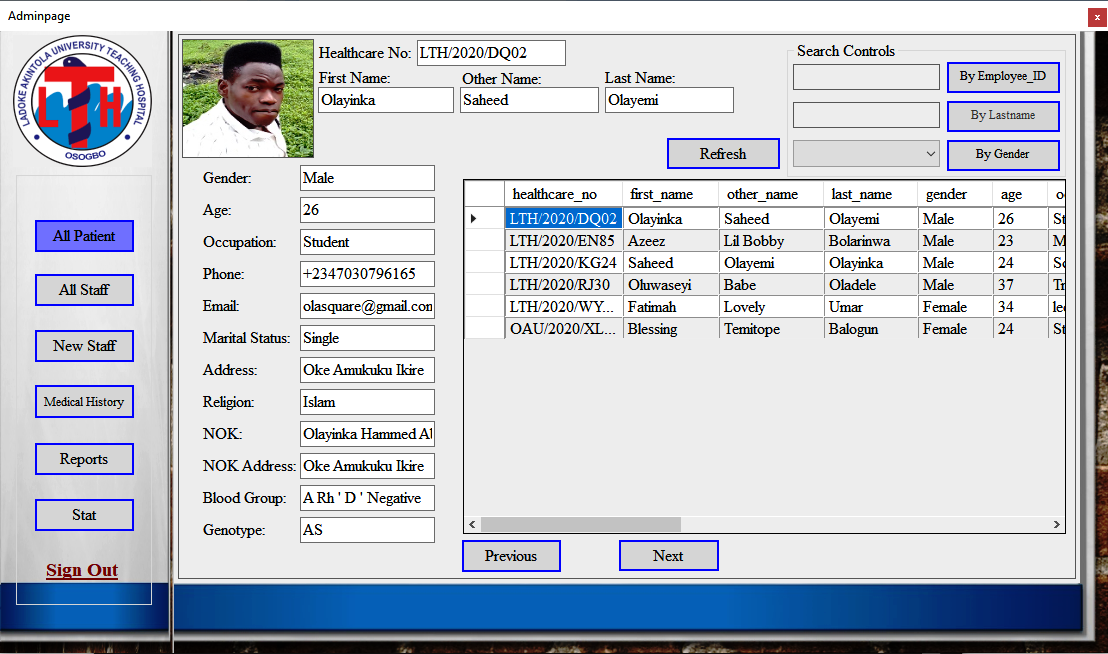 Adminpage
x
LADOKE AKINTOLA UNIVERSITY TEACHING HOSPITAL
LTH
OSOGBO
All Patient
All Staff
New Staff
Medical History
Reports
Stat
Sign Out
Healthcare No: LTH/2020/DQ02
First Name: Other Name: Last Name:
Olayinka Saheed Olayemi
Search Controls
By Employee_ID
By Lastname
By Gender
Refresh
Gender: Male
Age: 26
Occupation: Student
Phone: +2347030796165
Email: olasquare@gmail.con
Marital Status: Single
Address: Oke Amukuku Ikire
Religion: Islam
NOK: Olayinka Hammed Al
NOK Address: Oke Amukuku Ikire
Blood Group: A Rh ' D ' Negative
Genotype: AS
healthcare_no first_name other_name last_name gender age o
LTH/2020/DQ02 Olayinka Saheed Olayemi Male 26 St
LTH/2020/EN85 Azeez Lil Bobby Bolarinwa Male 23 M
LTH/2020/KG24 Saheed Olayemi Olayinka Male 24 Sc
LTH/2020/RJ30 Oluwaseyi Babe Oladele Male 37 Tr
LTH/2020/WY... Fatimah Lovely Umar Female 34 lec
OAU/2020/XL... Blessing Temitope Balogun Female 24 St
Previous Next